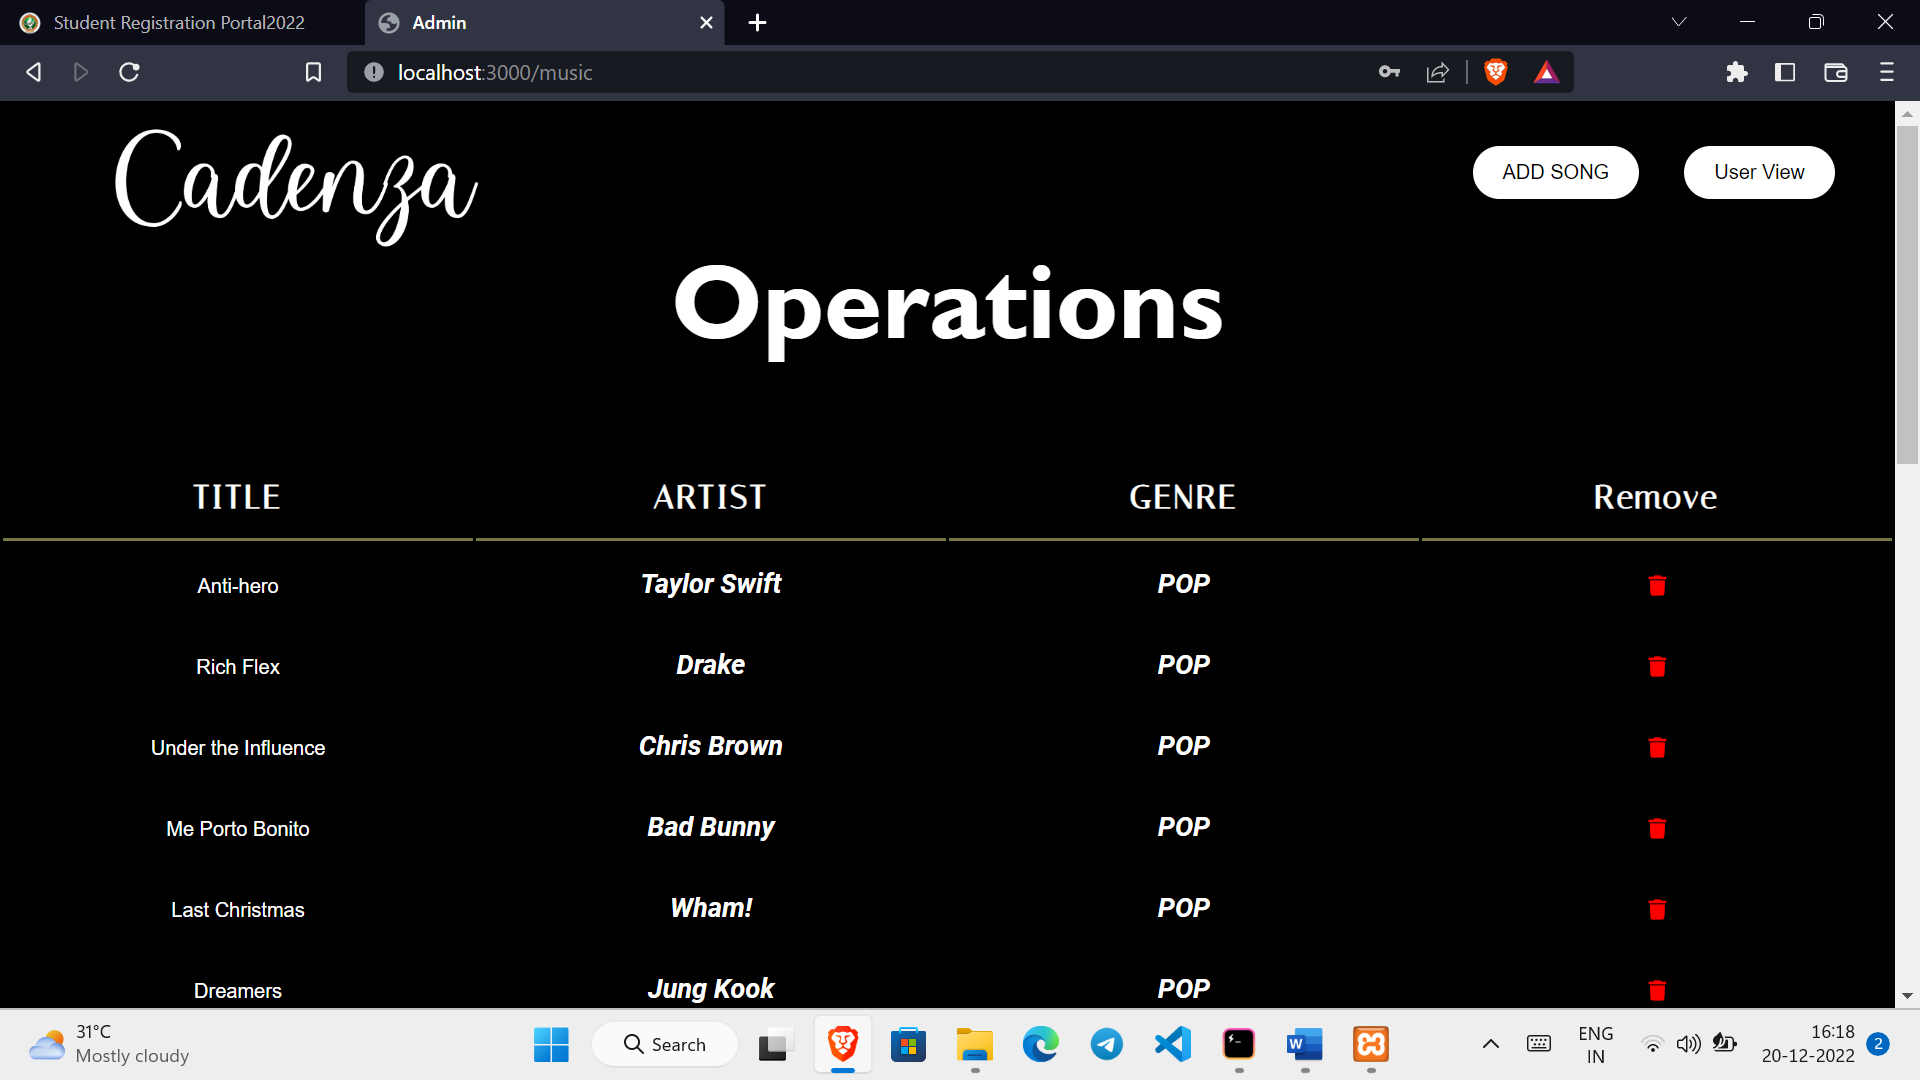 Student Registration Portal2022
Admin
localhost:3000/music
Cadenza
ADD SONG
User View
Operations
TITLE ARTIST GENRE Remove
Anti-hero Taylor Swift POP
Rich Flex Drake POP
Under the Influence Chris Brown POP
Me Porto Bonito Bad Bunny POP
Last Christmas Wham! POP
Dreamers Jung Kook POP
31°C
Mostly cloudy
Search
ENG
IN
16:18
20-12-2022
2